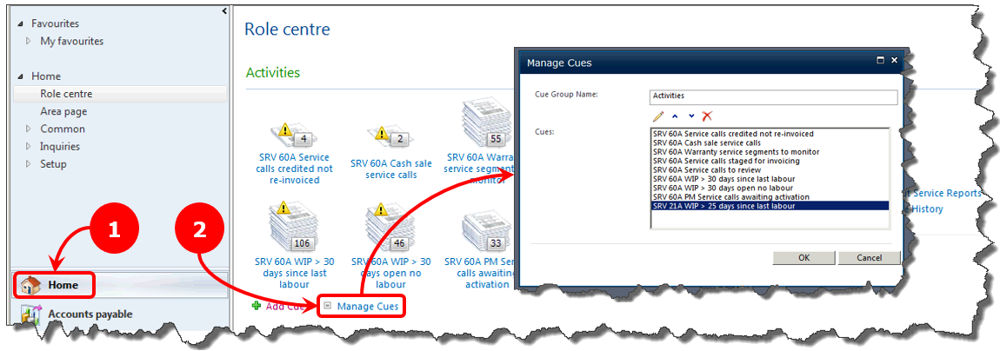 Favourites
My favourites
Home
Role centre
Area page
Common
Inquiries
Setup
1
2
Home
Accounts payable
Role centre
Activities
4
2
55
SRV 60A Service
calls credited not
re-invoiced
SRV 60A Cash sale
service calls
SRV 60A Warra
service segment
monitor
106
46
33
SRV 60A WIP > 30
days since last
labour
SRV 60A WIP > 30
days open no
labour
SRV 60A PM Ser
calls awaiting
activation
Add Cue
Manage Cues
Manage Cues
Cue Group Name:
Activities
Cues:
SRV 60A Service calls credited not re-invoiced
SRV 60A Cash sale service calls
SRV 60A Warranty service segments to monitor
SRV 60A Service calls staged for invoicing
SRV 60A Service calls to review
SRV 60A WIP > 30 days since last labour
SRV 60A WIP > 30 days open no labour
SRV 60A PM Service calls awaiting activation
SRV 21A WIP > 25 days since last labour
OK
Cancel
t Service Reports
History